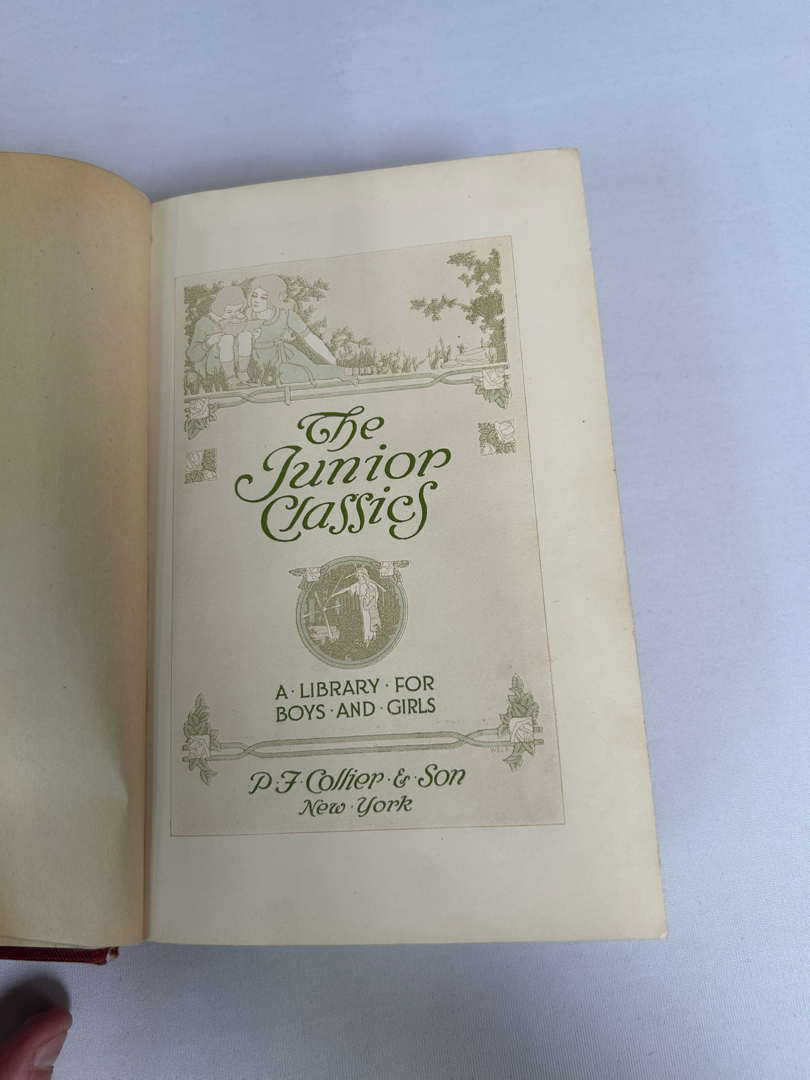 The
Junior
Classics
A · LIBRARY · FOR
BOYS · AND · GIRLS
P · F · Collier · & · Son
New · York